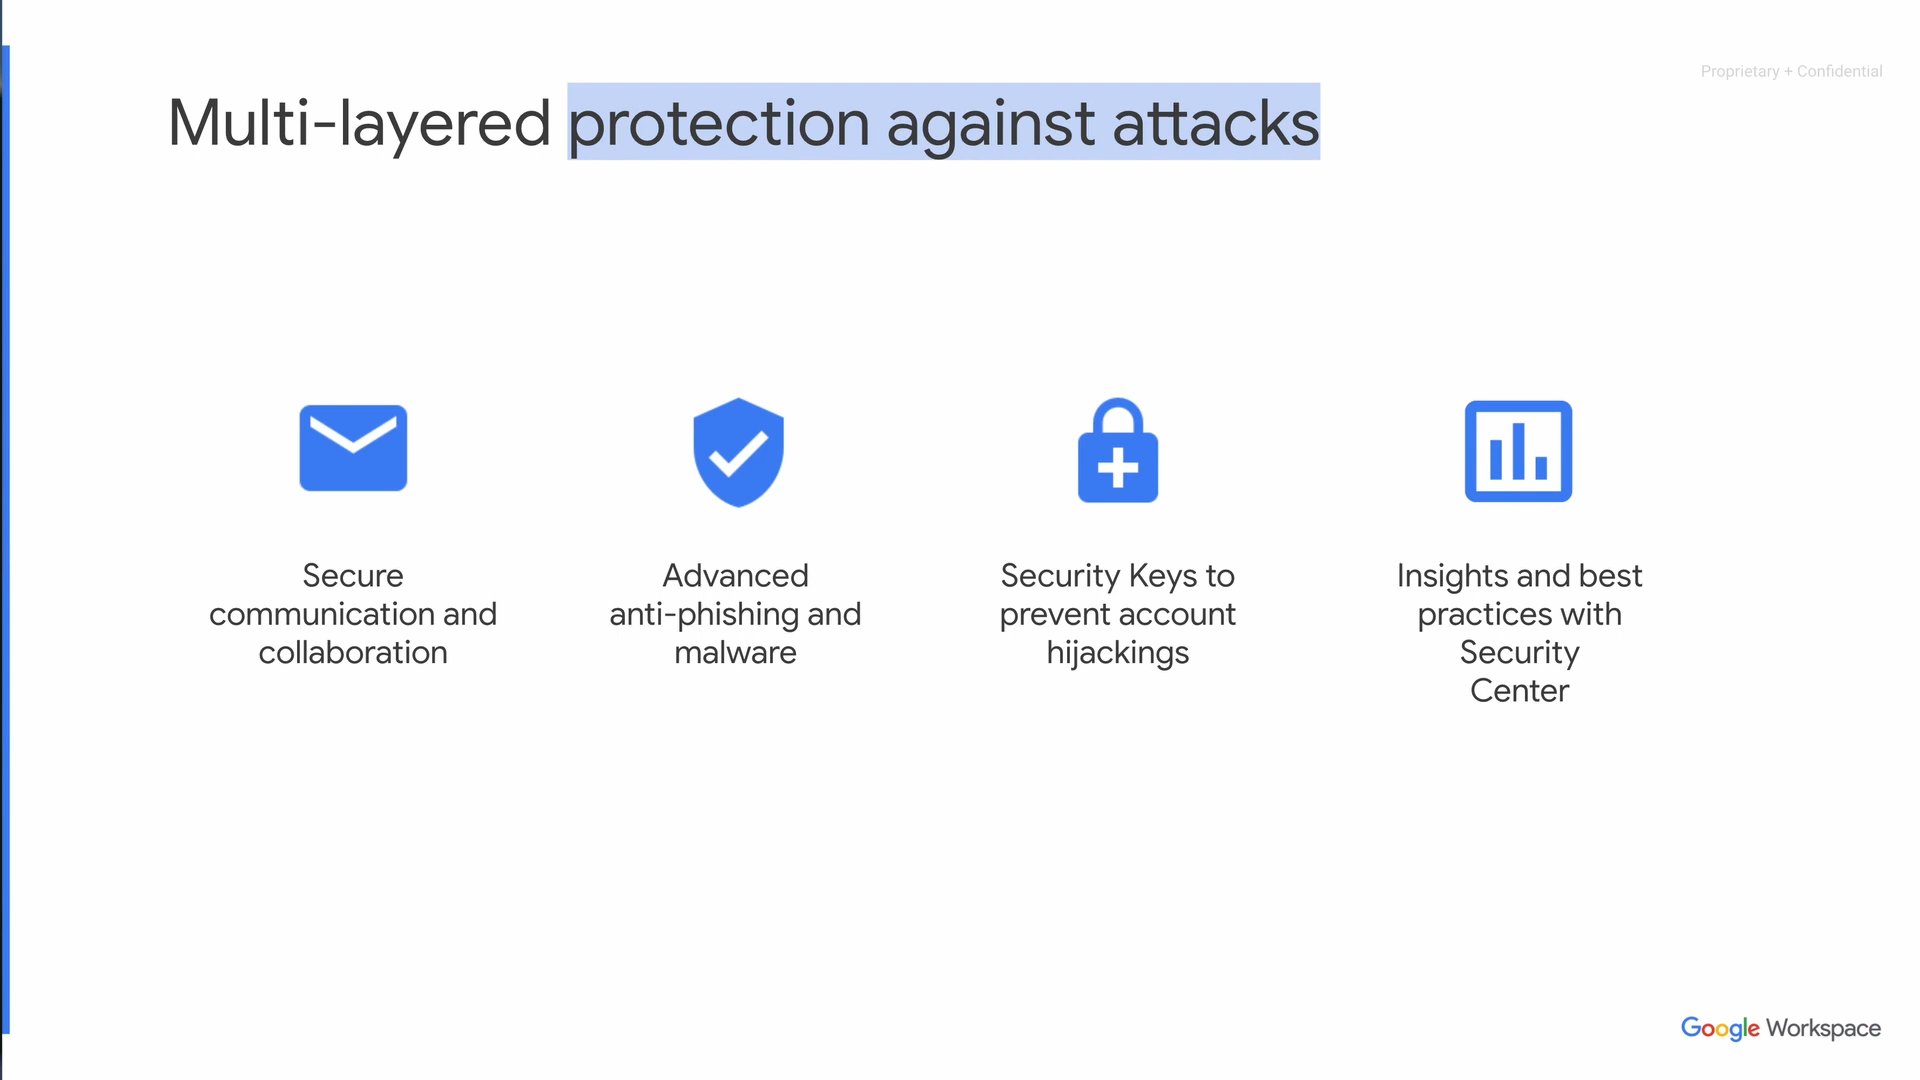 Proprietary + Confidential
Multi-layered protection against attacks
Secure
communication and
collaboration
Advanced
anti-phishing and
malware
Security Keys to
prevent account
hijackings
Insights and best
practices with
Security
Center
Google Workspace